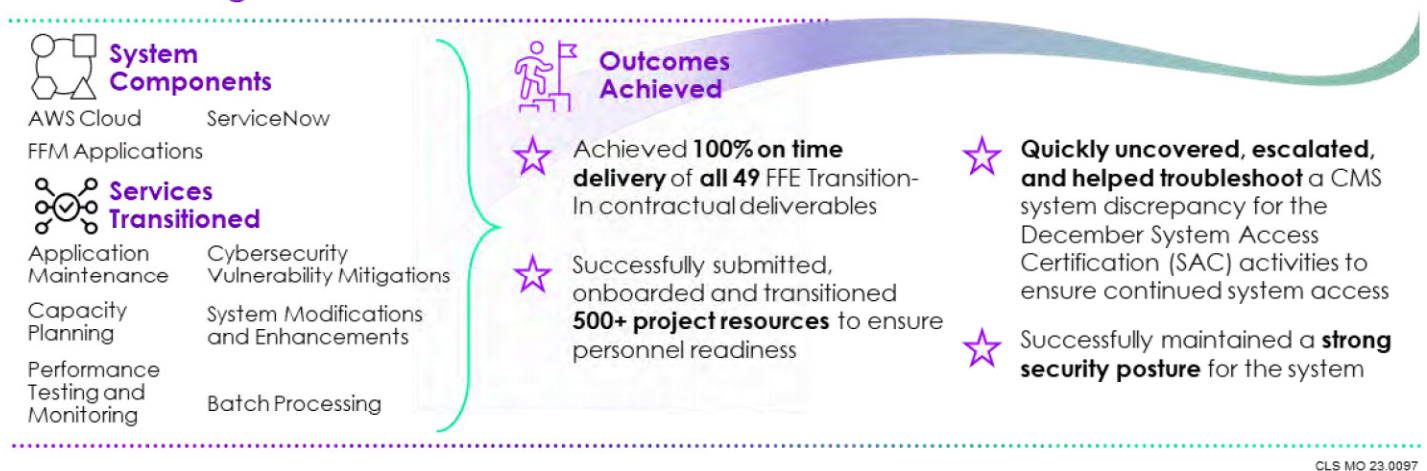 System
Components
AWS Cloud
ServiceNow
FFM Applications
Services
Transitioned
Application
Maintenance
Cybersecurity
Vulnerability Mitigations
Capacity
Planning
System Modifications
and Enhancements
Performance
Testing and
Monitoring
Batch Processing
Outcomes
Achieved
Achieved 100% on time
delivery of all 49 FFE Transition-
In contractual deliverables
Successfully submitted,
onboarded and transitioned
500+ project resources to ensure
personnel readiness
Quickly uncovered, escalated,
and helped troubleshoot a CMS
system discrepancy for the
December System Access
Certification (SAC) activities to
ensure continued system access
Successfully maintained a strong
security posture for the system
CLS MO 23.0097